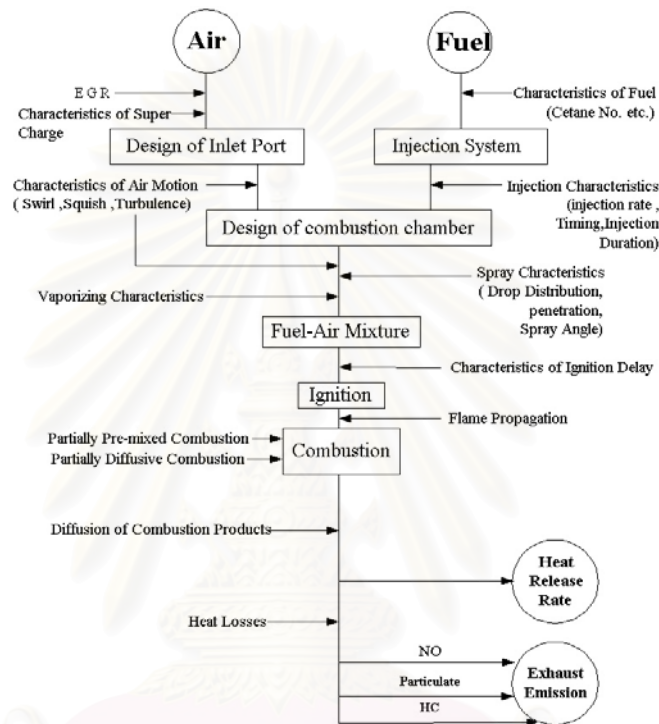 Air
Fuel
E G R
Characteristics of Super
Charge
Characteristics of Fuel
(Cetane No. etc.)
Design of Inlet Port
Injection System
Characteristics of Air Motion
( Swirl ,Squish ,Turbulence)
Injection Characteristics
(injection rate ,
Timing,Injection
Duration)
Design of combustion chamber
Spray Chracteristics
( Drop Distribution,
penetration,
Spray Angle)
Vaporizing Characteristics
Fuel-Air Mixture
Characteristics of Ignition Delay
Ignition
Flame Propagation
Partially Pre-mixed Combustion
Partially Diffusive Combustion
Combustion
Diffusion of Combustion Products
Heat
Release
Rate
Heat Losses
NO
Particulate
HC
Exhaust
Emission